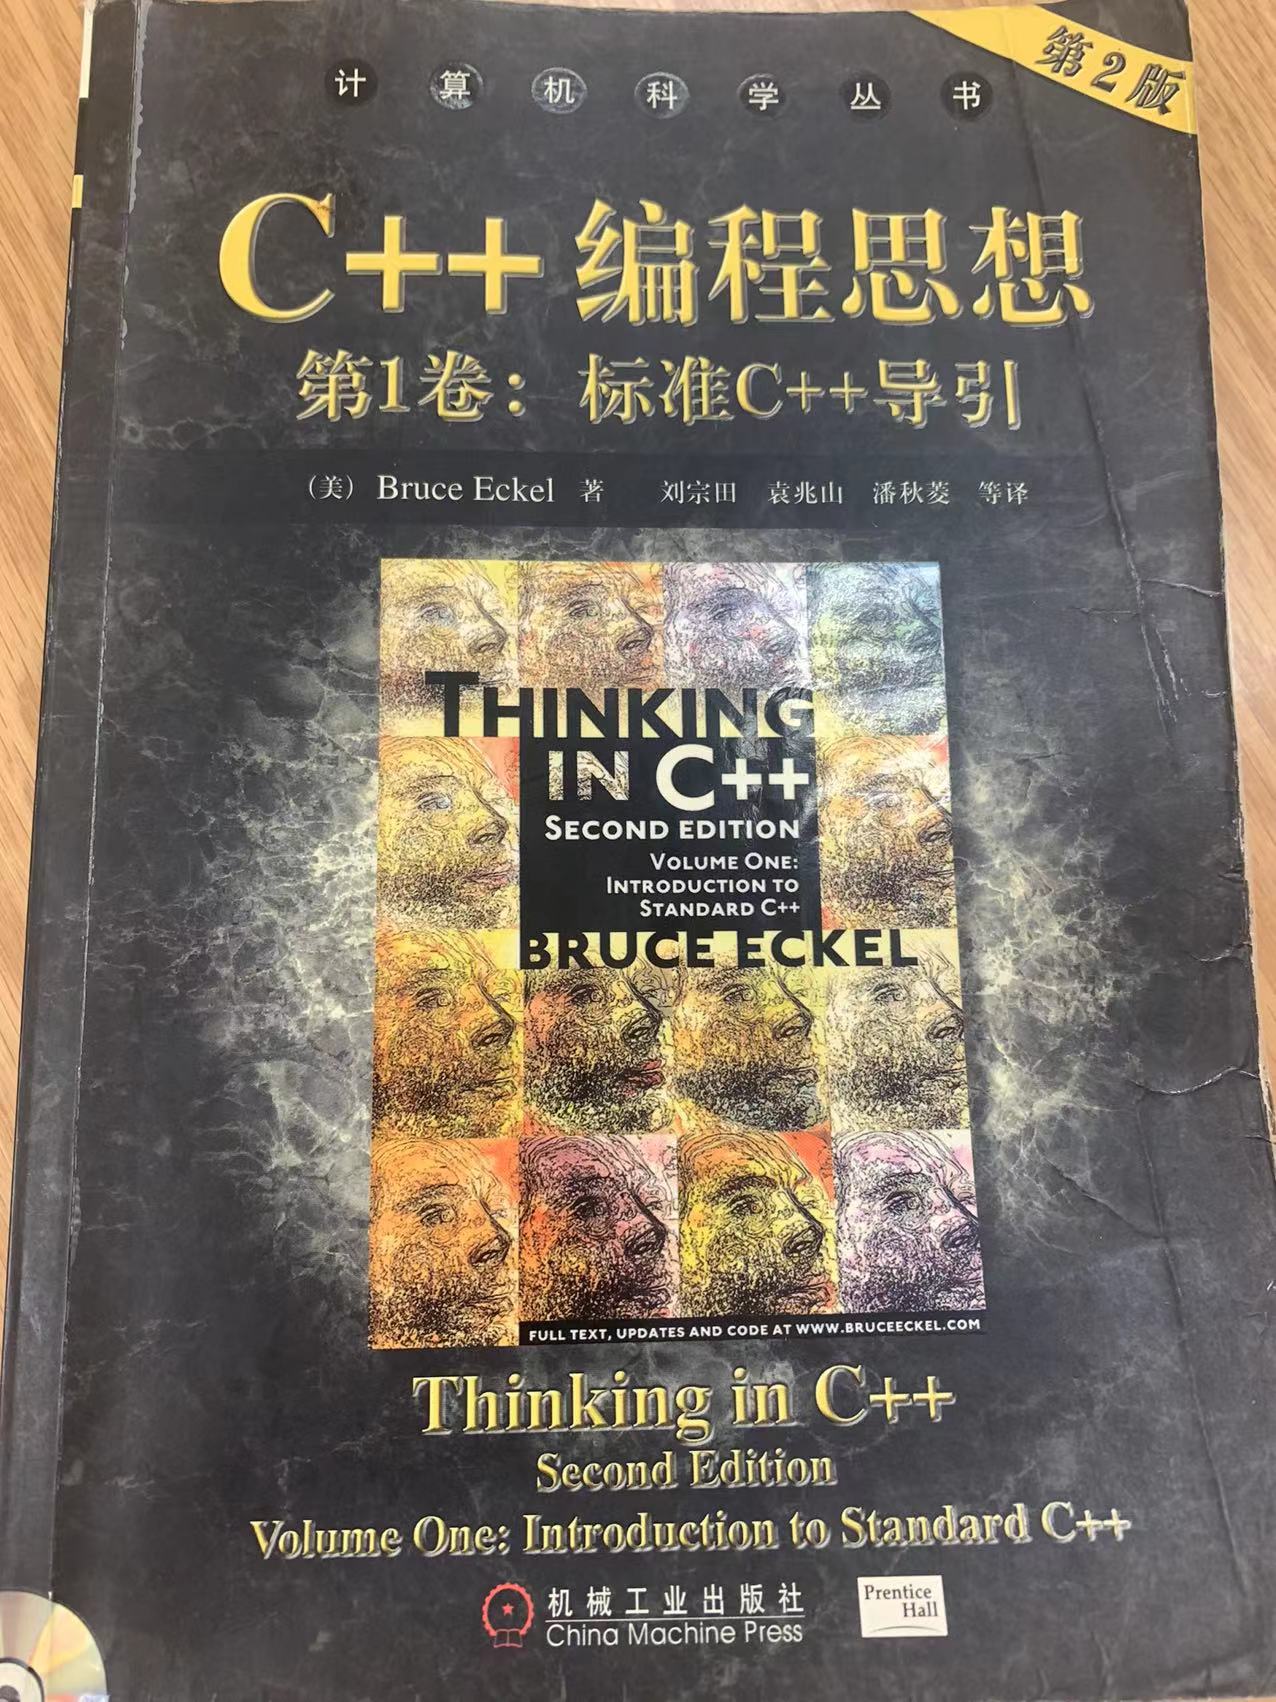 计算机科学丛书
第2版
C++编程思想
第1卷：标准C++导引
（美） Bruce Eckel 著 刘宗田 袁兆山 潘秋菱 等译
THINKING
IN C++
SECOND EDITION
VOLUME ONE:
INTRODUCTION TO
STANDARD C++
BRUCE ECKEL
FULL TEXT, UPDATES AND CODE AT WWW.BRUCEECKEL.COM
Thinking in C++
Second Edition
Volume One: Introduction to Standard C++
机械工业出版社
China Machine Press
Prentice
Hall